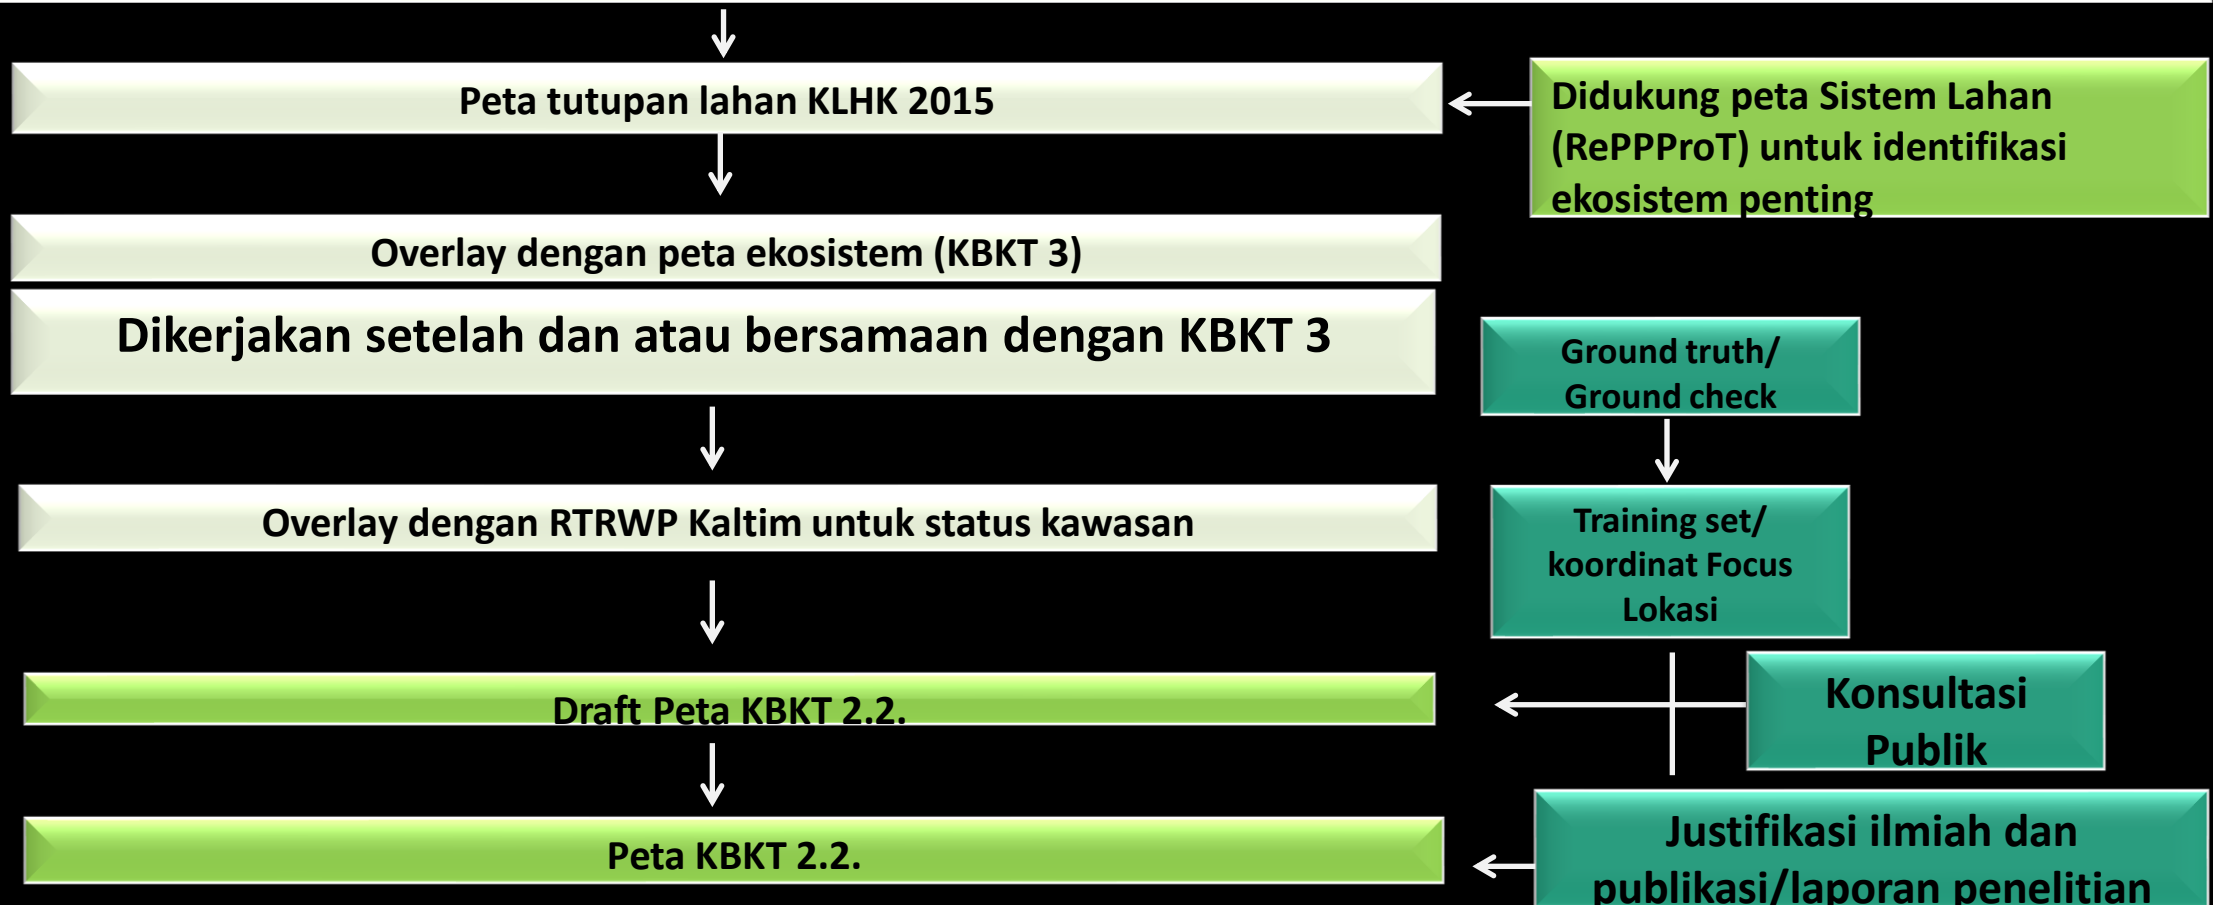 Peta tutupan lahan KLHK 2015
Didukung peta Sistem Lahan
(RePPProT) untuk identifikasi
ekosistem penting
Overlay dengan peta ekosistem (KBKT 3)
Dikerjakan setelah dan atau bersamaan dengan KBKT 3
Ground truth/
Ground check
Overlay dengan RTRWP Kaltim untuk status kawasan
Training set/
koordinat Focus
Lokasi
Draft Peta KBKT 2.2.
Konsultasi
Publik
Peta KBKT 2.2.
Justifikasi ilmiah dan
publikasi/laporan penelitian